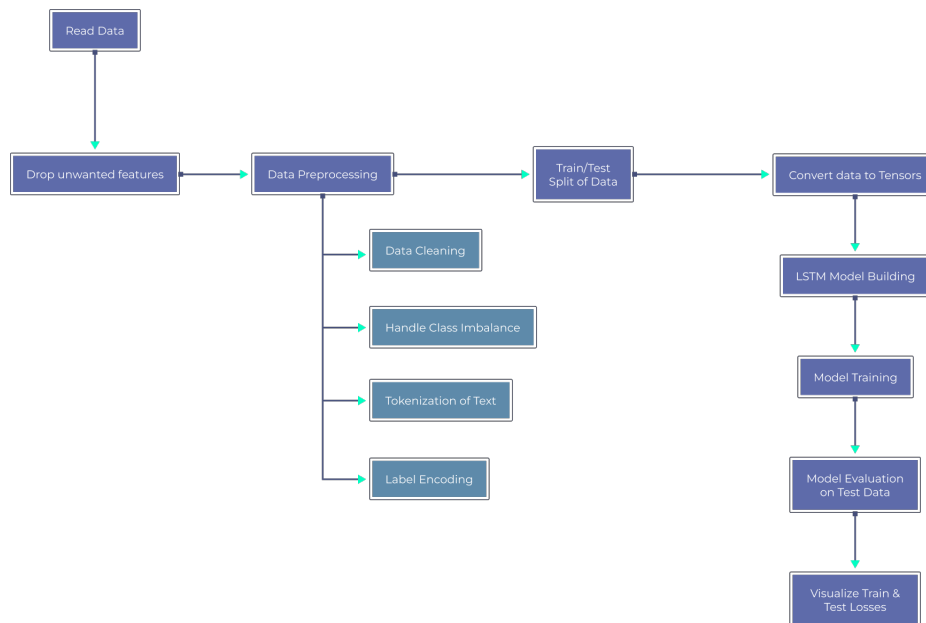 Read Data
Drop unwanted features
Data Preprocessing
Train/Test
Split of Data
Convert data to Tensors
Data Cleaning
LSTM Model Building
Handle Class Imbalance
Model Training
Tokenization of Text
Label Encoding
Model Evaluation
on Test Data
Visualize Train &
Test Losses